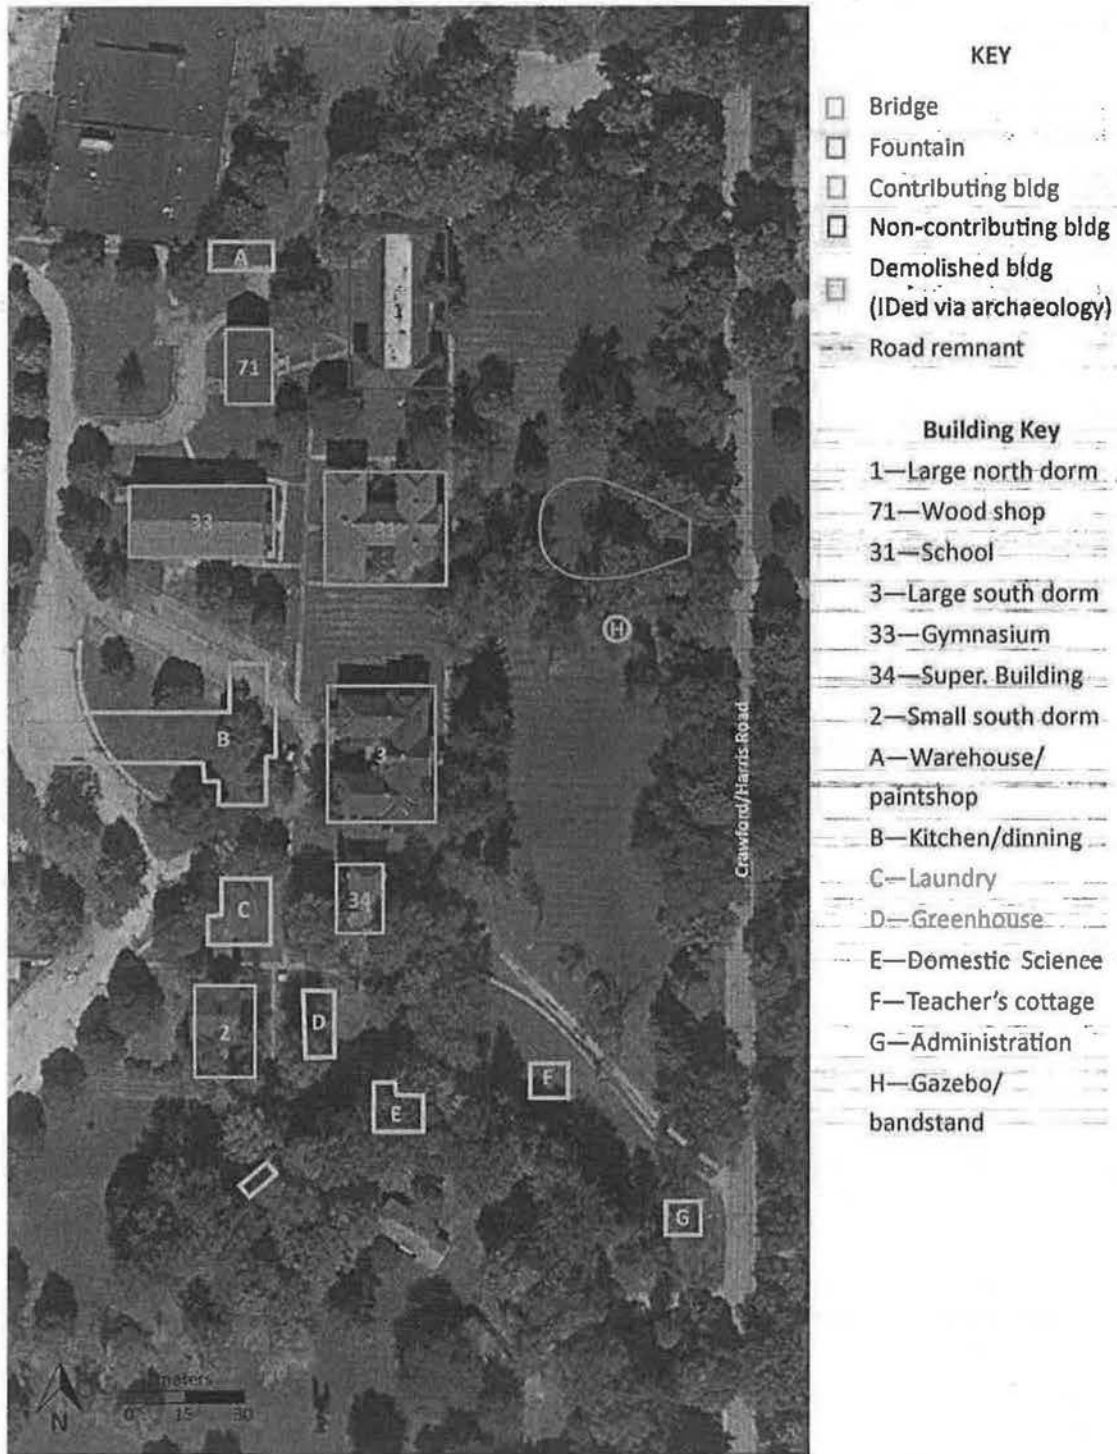 A
71
33
H
B
3
34
C
2
D
E
F
G
Crawford/Harris Road
meters
0 15 30
N
KEY
Bridge
Fountain
Contributing bldg
Non-contributing bldg
Demolished bldg
(IDed via archaeology)
Road remnant
Building Key
1—Large north dorm
71—Wood shop
31—School
3—Large south dorm
33—Gymnasium
34—Super. Building
2—Small south dorm
A—Warehouse/
paintshop
B—Kitchen/dinning
C—Laundry
D—Greenhouse
E—Domestic Science
F—Teacher's cottage
G—Administration
H—Gazebo/
bandstand